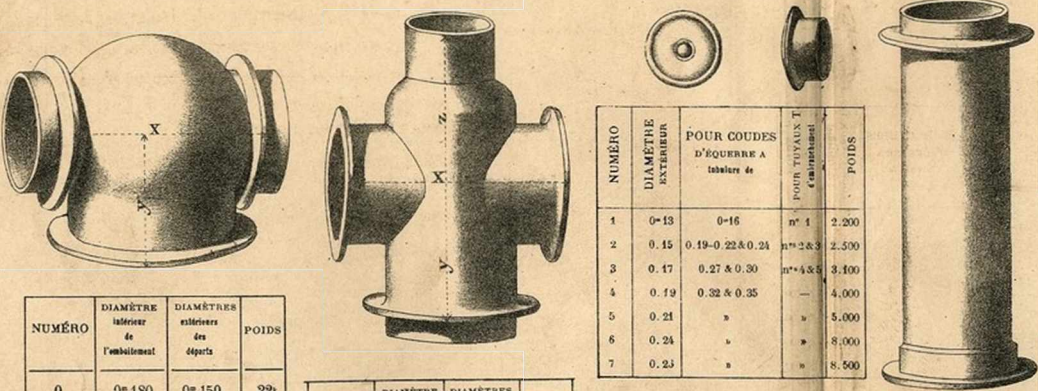 X
y
z
X
y
NUMÉRO
DIAMÈTRE
intérieur
de
l'emboîtement
DIAMÈTRES
extérieurs
des
départs
POIDS
0 0m180 0m150 22k
DIAMÈTRE DIAMÈTRES
NUMÉRO
DIAMÈTRE
EXTÉRIEUR
POUR COUDES
D'ÉQUERRE A
tubulure de
POUR TUYAUX T
d'embranchement
POIDS
1 0m13 0m16 no 1 2.200
2 0.15 0.19-0.22 & 0.24 nos 2 & 3 2.500
3 0.17 0.27 & 0.30 nos 4 & 5 3.100
4 0.19 0.32 & 0.35 — 4.000
5 0.21 » » 5.000
6 0.24 » » 8.000
7 0.25 » » 8.500